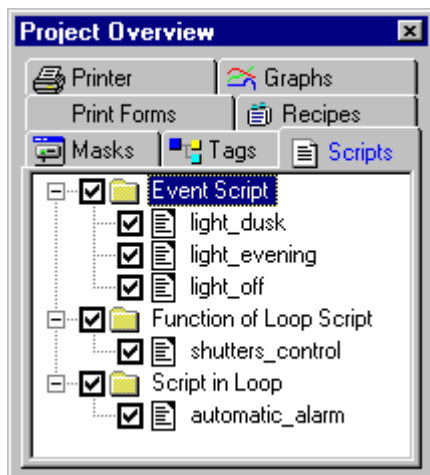 Project Overview
Printer Graphs
Print Forms Recipes
Masks Tags Scripts
Event Script
light_dusk
light_evening
light_off
Function of Loop Script
shutters_control
Script in Loop
automatic_alarm